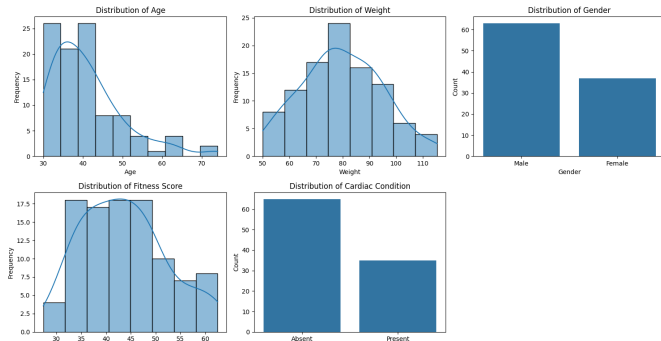 Distribution of Age
25
20
15
10
5
0
Frequency
30 40 50 60 70
Age
Distribution of Weight
25
20
15
10
5
0
Frequency
50 60 70 80 90 100 110
Weight
Distribution of Gender
60
50
40
30
20
10
0
Count
Male Female
Gender
Distribution of Fitness Score
17.5
15.0
12.5
10.0
7.5
5.0
2.5
0.0
Frequency
30 35 40 45 50 55 60
Distribution of Cardiac Condition
60
50
40
30
20
10
0
Count
Absent Present